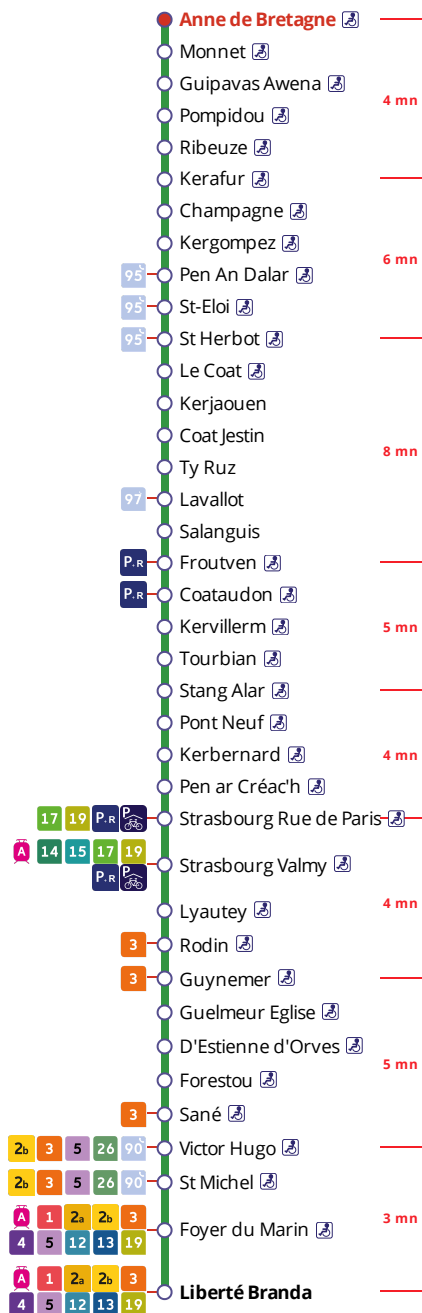 Anne de Bretagne
Monnet
Guipavas Awena
4 mn
Pompidou
Ribeuze
Kerafur
Champagne
Kergompez
6 mn
95 Pen An Dalar
95 St-Eloi
95 St Herbot
Le Coat
Kerjaouen
Coat Jestin
8 mn
Ty Ruz
97 Lavallot
Salanguis
P+R Froutven
P+R Coataudon
Kervillerm
5 mn
Tourbian
Stang Alar
Pont Neuf
Kerbernard
4 mn
Pen ar Créac'h
17 19 P+R P Strasbourg Rue de Paris
A 14 15 17 19
Strasbourg Valmy
P+R P
Lyautey
4 mn
3 Rodin
3 Guynemer
Guelmeur Eglise
D'Estienne d'Orves
5 mn
Forestou
3 Sané
2b 3 5 26 90 Victor Hugo
2b 3 5 26 90 St Michel
A 1 2a 2b 3
Foyer du Marin
3 mn
4 5 12 13 19
A 1 2a 2b 3
Liberté Branda
4 5 12 13 19